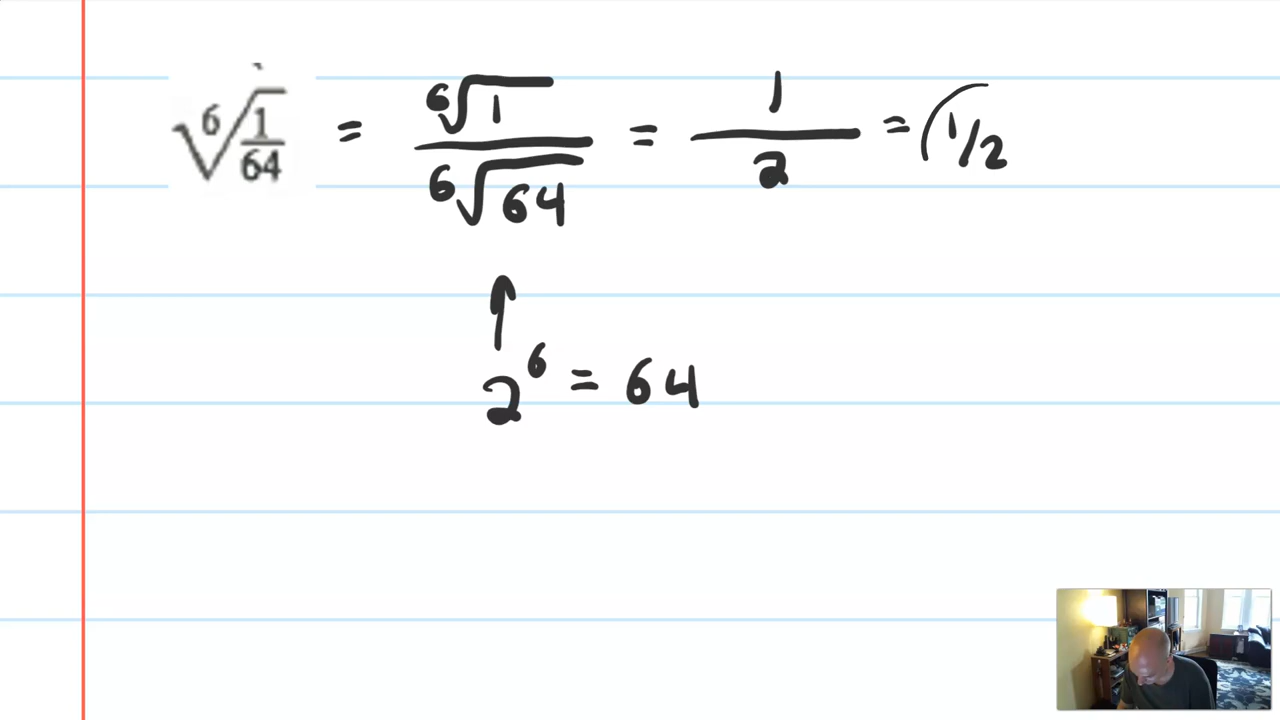 ⁶√(1/64) = ⁶√1 / ⁶√64 = 1/2 = (1/2
↑
2⁶ = 64